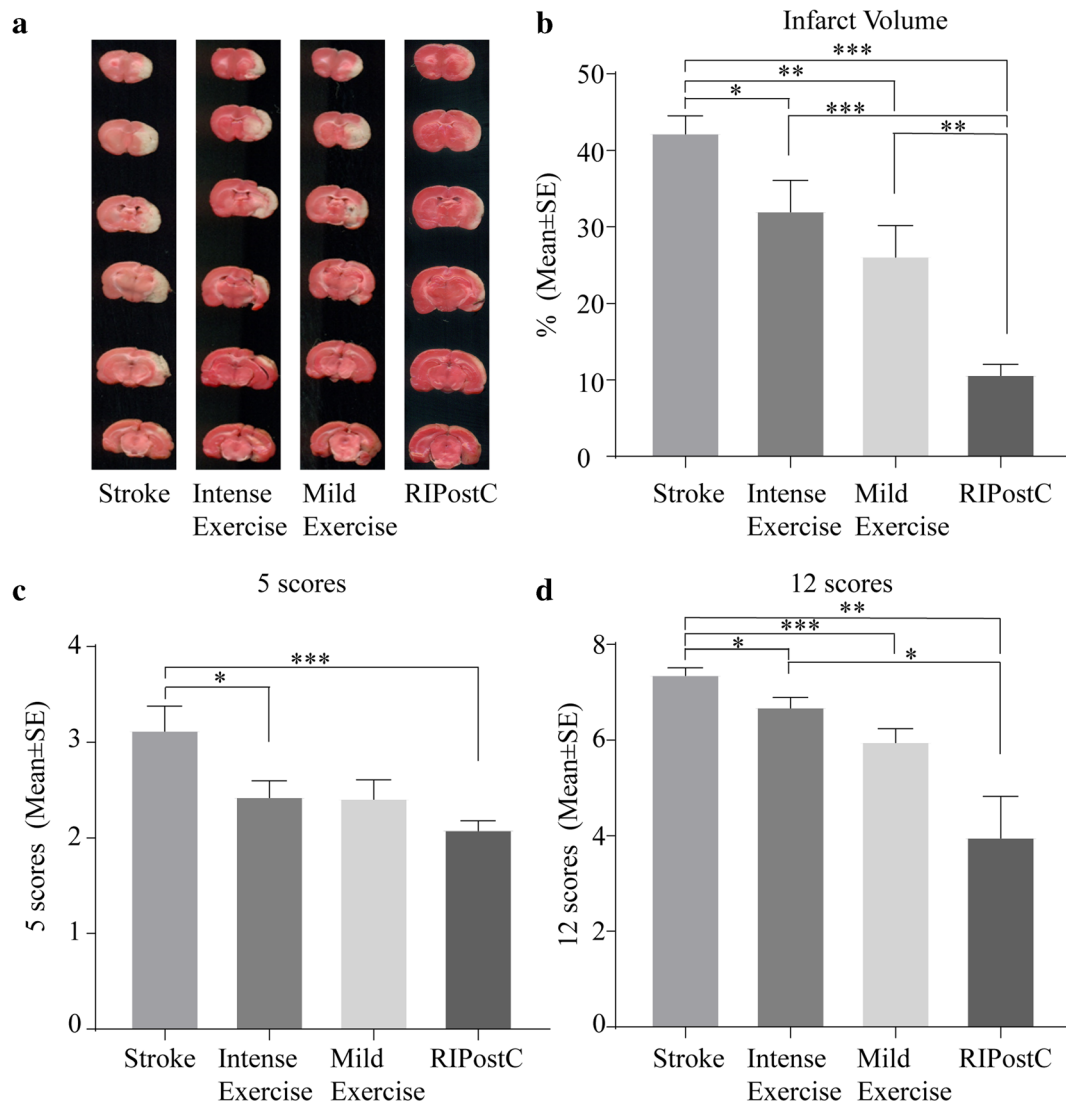 a
Stroke
Intense
Exercise
Mild
Exercise
RIPostC
b
Infarct Volume
% (Mean±SE)
50
40
30
20
10
0
***
**
*
***
**
Stroke
Intense
Exercise
Mild
Exercise
RIPostC
c
5 scores
5 scores (Mean±SE)
4
3
2
1
0
***
*
Stroke
Intense
Exercise
Mild
Exercise
RIPostC
d
12 scores
12 scores (Mean±SE)
8
6
4
2
0
**
***
*
*
Stroke
Intense
Exercise
Mild
Exercise
RIPostC